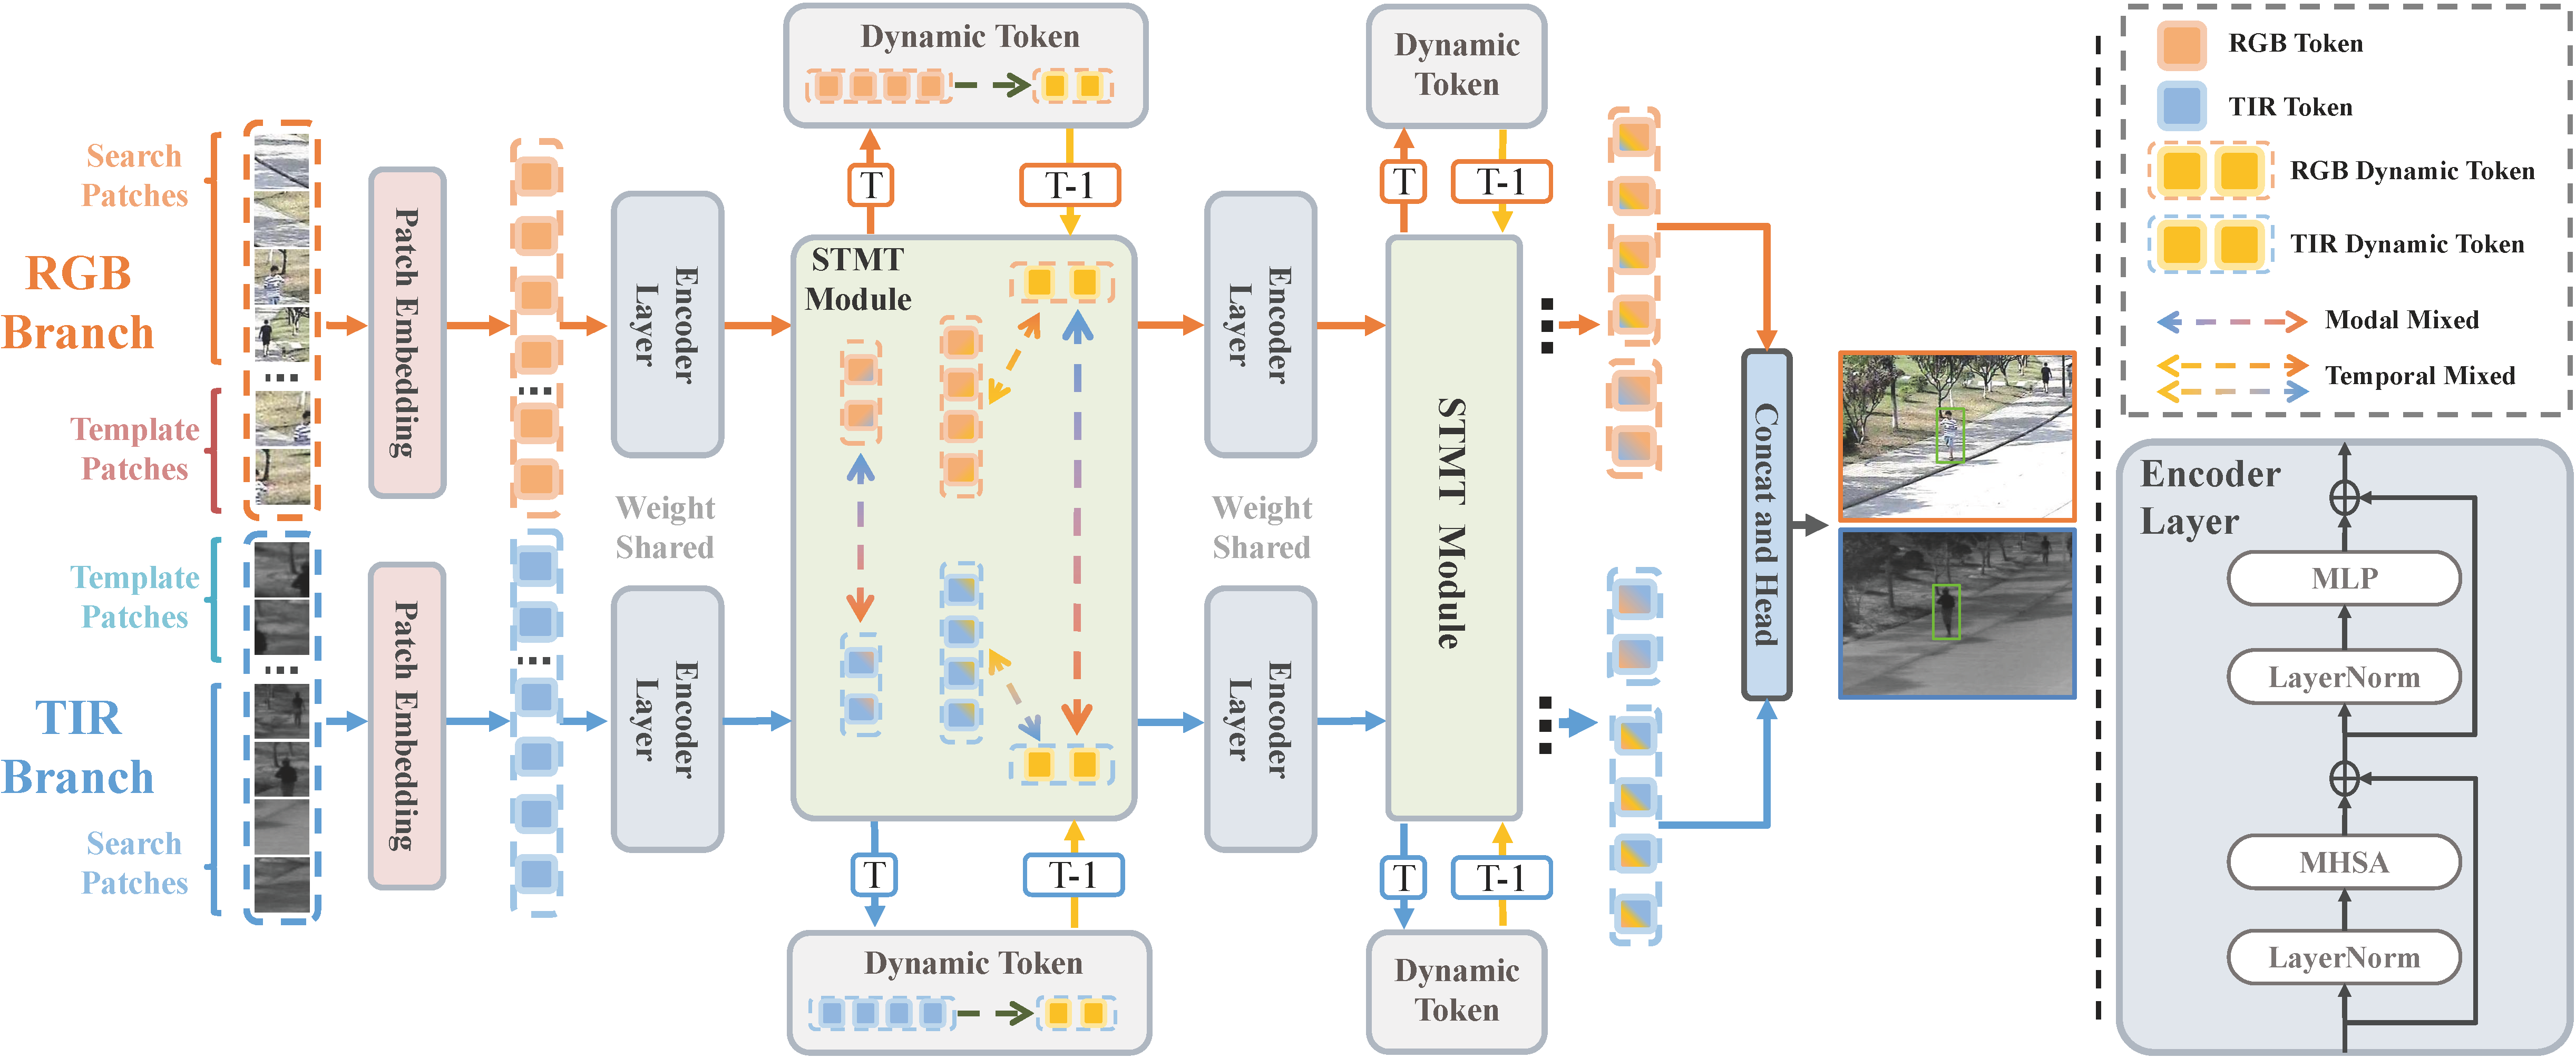 Search
Patches
RGB
Branch
Template
Patches
Template
Patches
TIR
Branch
Search
Patches
Patch Embedding
Patch Embedding
Encoder
Layer
Weight
Shared
Encoder
Layer
Dynamic Token
T
T-1
STMT
Module
T
T-1
Dynamic Token
Encoder
Layer
Weight
Shared
Encoder
Layer
Dynamic
Token
T
T-1
STMT Module
T
T-1
Dynamic
Token
Concat and Head
RGB Token
TIR Token
RGB Dynamic Token
TIR Dynamic Token
Modal Mixed
Temporal Mixed
Encoder
Layer
MLP
LayerNorm
MHSA
LayerNorm